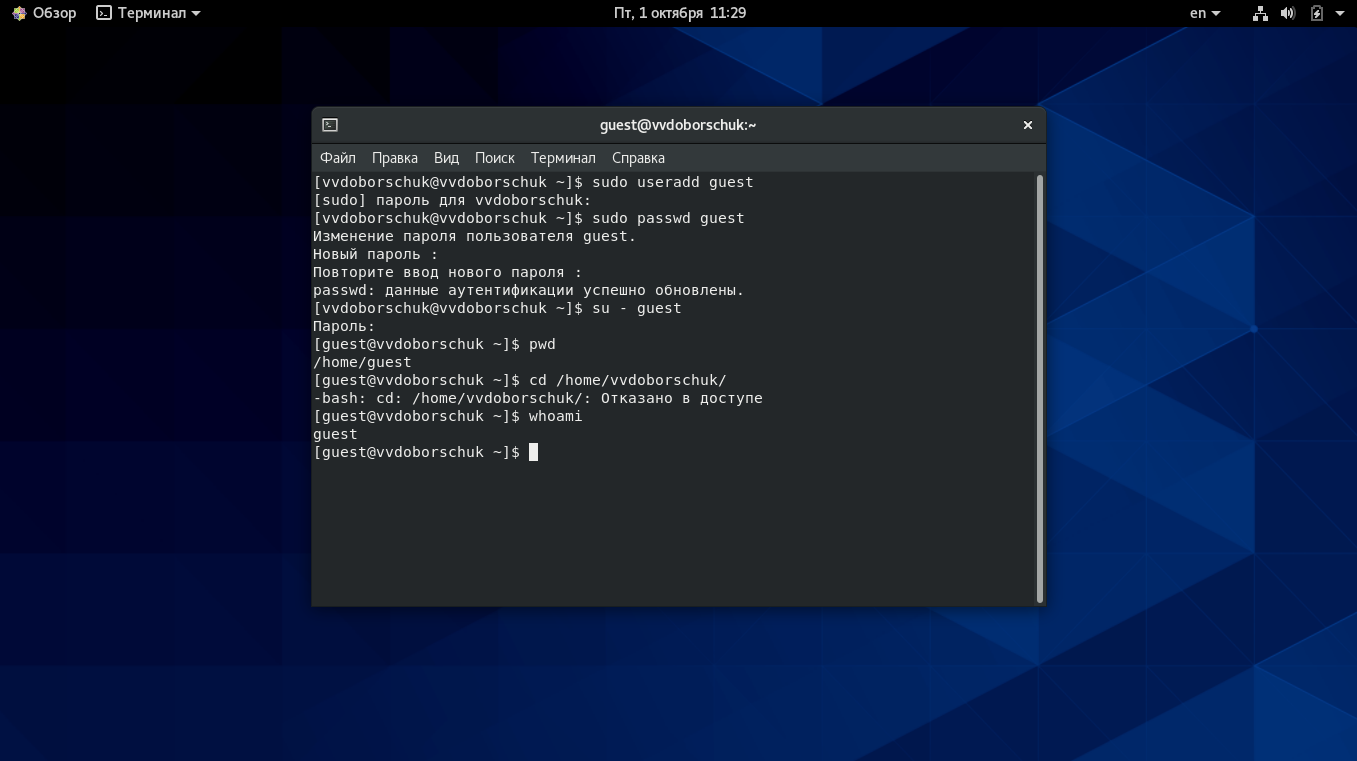 Обзор Терминал Пт, 1 октября 11:29 en
guest@vvdoborschuk:~
Файл Правка Вид Поиск Терминал Справка
[vvdoborschuk@vvdoborschuk ~]$ sudo useradd guest
[sudo] пароль для vvdoborschuk:
[vvdoborschuk@vvdoborschuk ~]$ sudo passwd guest
Изменение пароля пользователя guest.
Новый пароль :
Повторите ввод нового пароля :
passwd: данные аутентификации успешно обновлены.
[vvdoborschuk@vvdoborschuk ~]$ su - guest
Пароль:
[guest@vvdoborschuk ~]$ pwd
/home/guest
[guest@vvdoborschuk ~]$ cd /home/vvdoborschuk/
-bash: cd: /home/vvdoborschuk/: Отказано в доступе
[guest@vvdoborschuk ~]$ whoami
guest
[guest@vvdoborschuk ~]$